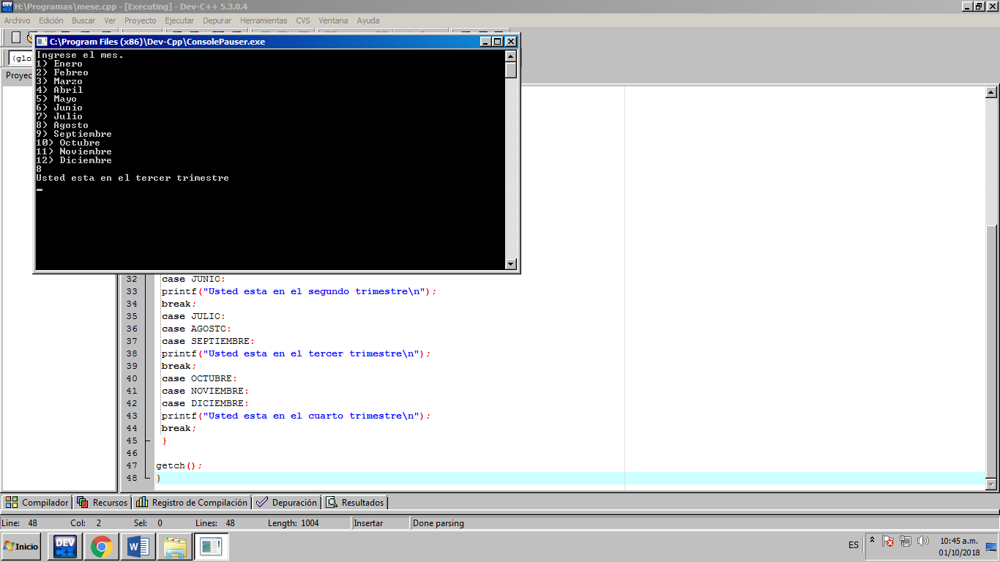 H:\Programas\mese.cpp - [Executing] - Dev-C++ 5.3.0.4
Archivo Edición Buscar Ver Proyecto Ejecutar Depurar Herramientas CVS Ventana Ayuda
C:\Program Files (x86)\Dev-Cpp\ConsolePauser.exe
(glo
Proyec
Ingrese el mes.
1) Enero
2) Febreo
3) Marzo
4) Abril
5) Mayo
6) Junio
7) Julio
8) Agosto
9) Septiembre
10) Octubre
11) Noviembre
12) Diciembre
8
Usted esta en el tercer trimestre
32 case JUNIO:
33 printf("Usted esta en el segundo trimestre\n");
34 break;
35 case JULIO:
36 case AGOSTO:
37 case SEPTIEMBRE:
38 printf("Usted esta en el tercer trimestre\n");
39 break;
40 case OCTUBRE:
41 case NOVIEMBRE:
42 case DICIEMBRE:
43 printf("Usted esta en el cuarto trimestre\n");
44 break;
45 }
46
47 getch();
48 }
Compilador Recursos Registro de Compilación Depuración Resultados
Line: 48 Col: 2 Sel: 0 Lines: 48 Length: 1004 Insertar Done parsing
Inicio DEV C++ W ES 10:45 a.m.
01/10/2018